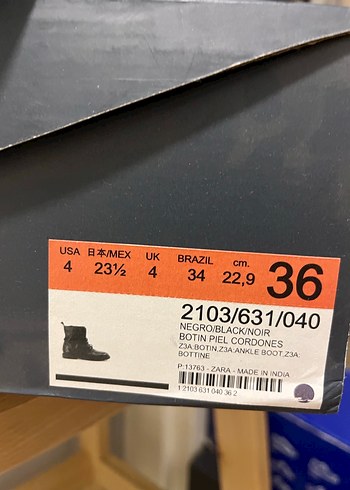 USA 日本/MEX UK BRAZIL cm. 36
4 23½ 4 34 22,9
2103/631/040
NEGRO/BLACK/NOIR
BOTIN PIEL CORDONES
Z3A:BOTIN,Z3A:ANKLE BOOT,Z3A:
BOTTINE
P:13763 - ZARA - MADE IN INDIA
1 2103 631 040 36 2